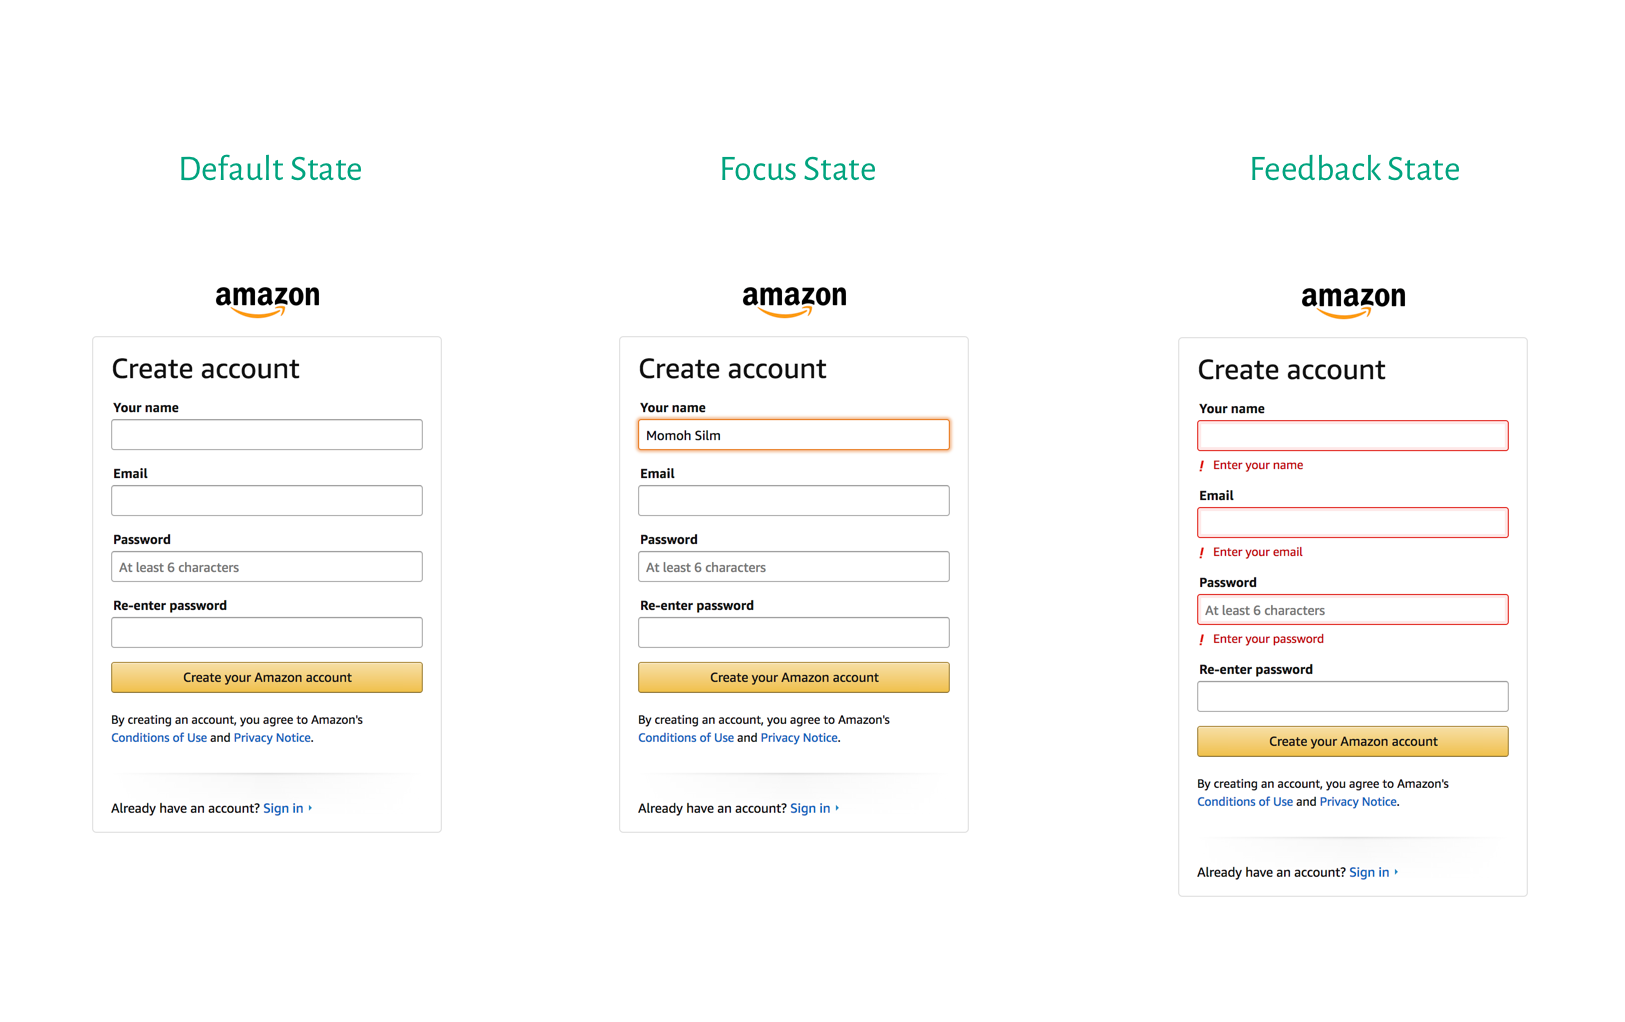 Default State
amazon
Create account
Your name
Email
Password
At least 6 characters
Re-enter password
Create your Amazon account
By creating an account, you agree to Amazon's
Conditions of Use and Privacy Notice.
Already have an account? Sign in
Focus State
amazon
Create account
Your name
Momoh Silm
Email
Password
At least 6 characters
Re-enter password
Create your Amazon account
By creating an account, you agree to Amazon's
Conditions of Use and Privacy Notice.
Already have an account? Sign in
Feedback State
amazon
Create account
Your name
! Enter your name
Email
! Enter your email
Password
At least 6 characters
! Enter your password
Re-enter password
Create your Amazon account
By creating an account, you agree to Amazon's
Conditions of Use and Privacy Notice.
Already have an account? Sign in